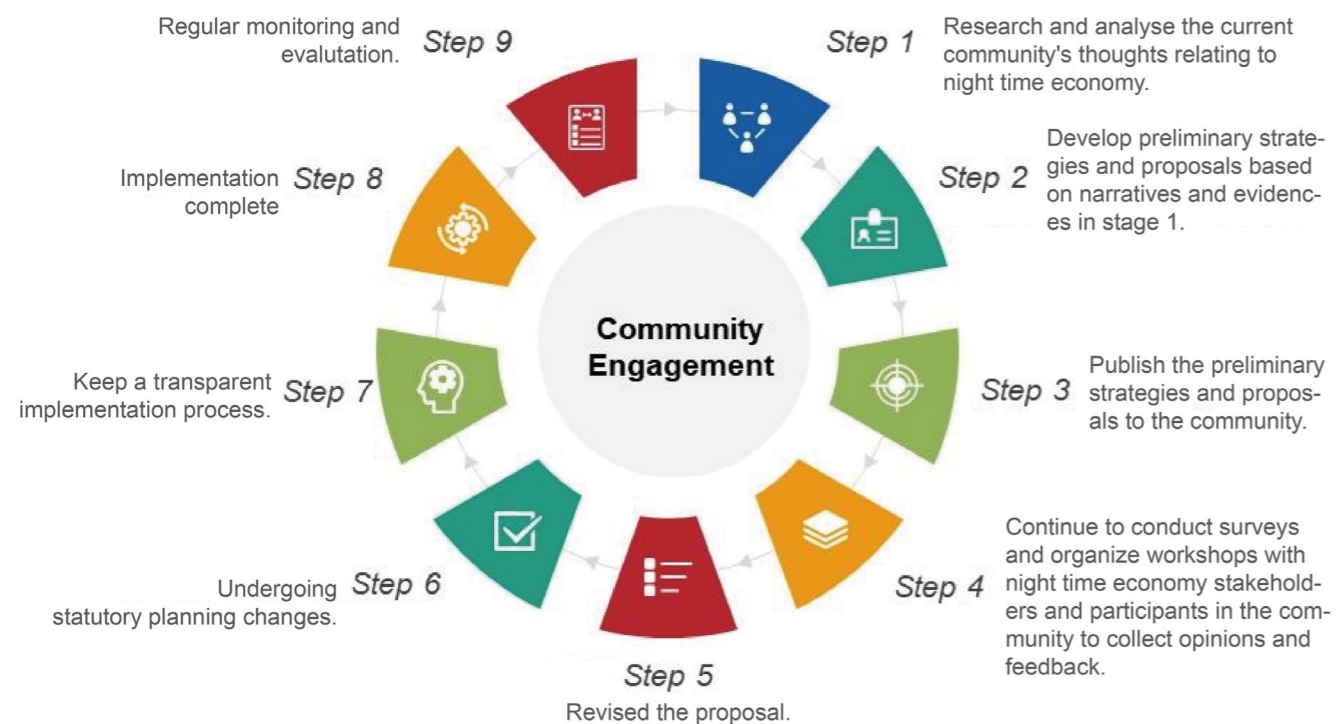 Community
Engagement
Step 1
Research and analyse the current
community's thoughts relating to
night time economy.
Step 2
Develop preliminary strate-
gies and proposals based
on narratives and evidenc-
es in stage 1.
Step 3
Publish the preliminary
strategies and propos-
als to the community.
Step 4
Continue to conduct surveys
and organize workshops with
night time economy stakehold-
ers and participants in the com-
munity to collect opinions and
feedback.
Step 5
Revised the proposal.
Step 6
Undergoing
statutory planning changes.
Step 7
Keep a transparent
implementation process.
Step 8
Implementation
complete
Step 9
Regular monitoring and
evalutation.